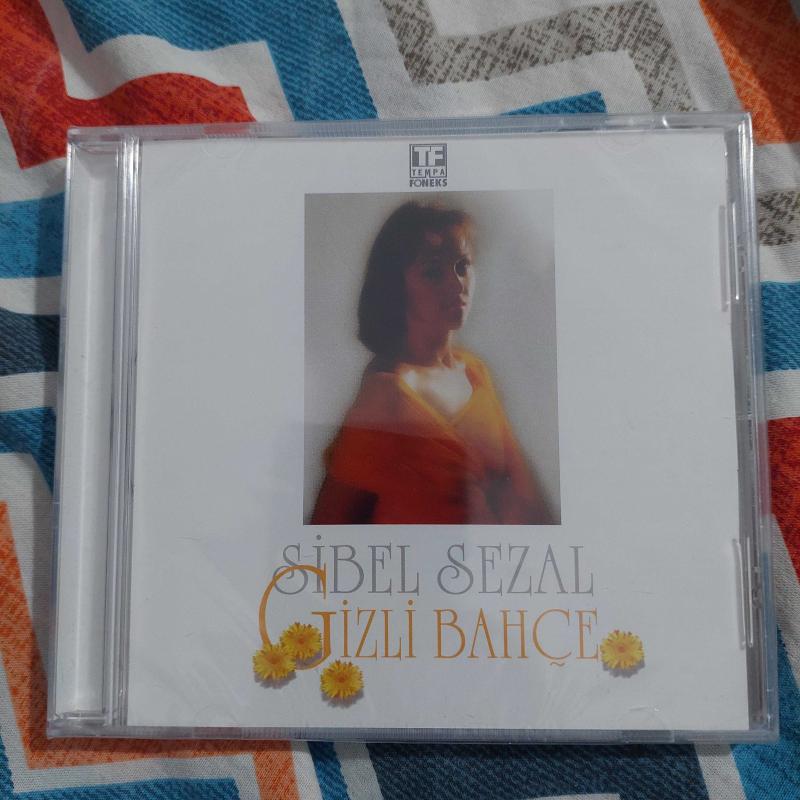 TF
TEMPA
FONEKS
SİBEL SEZAL
GİZLİ BAHÇE